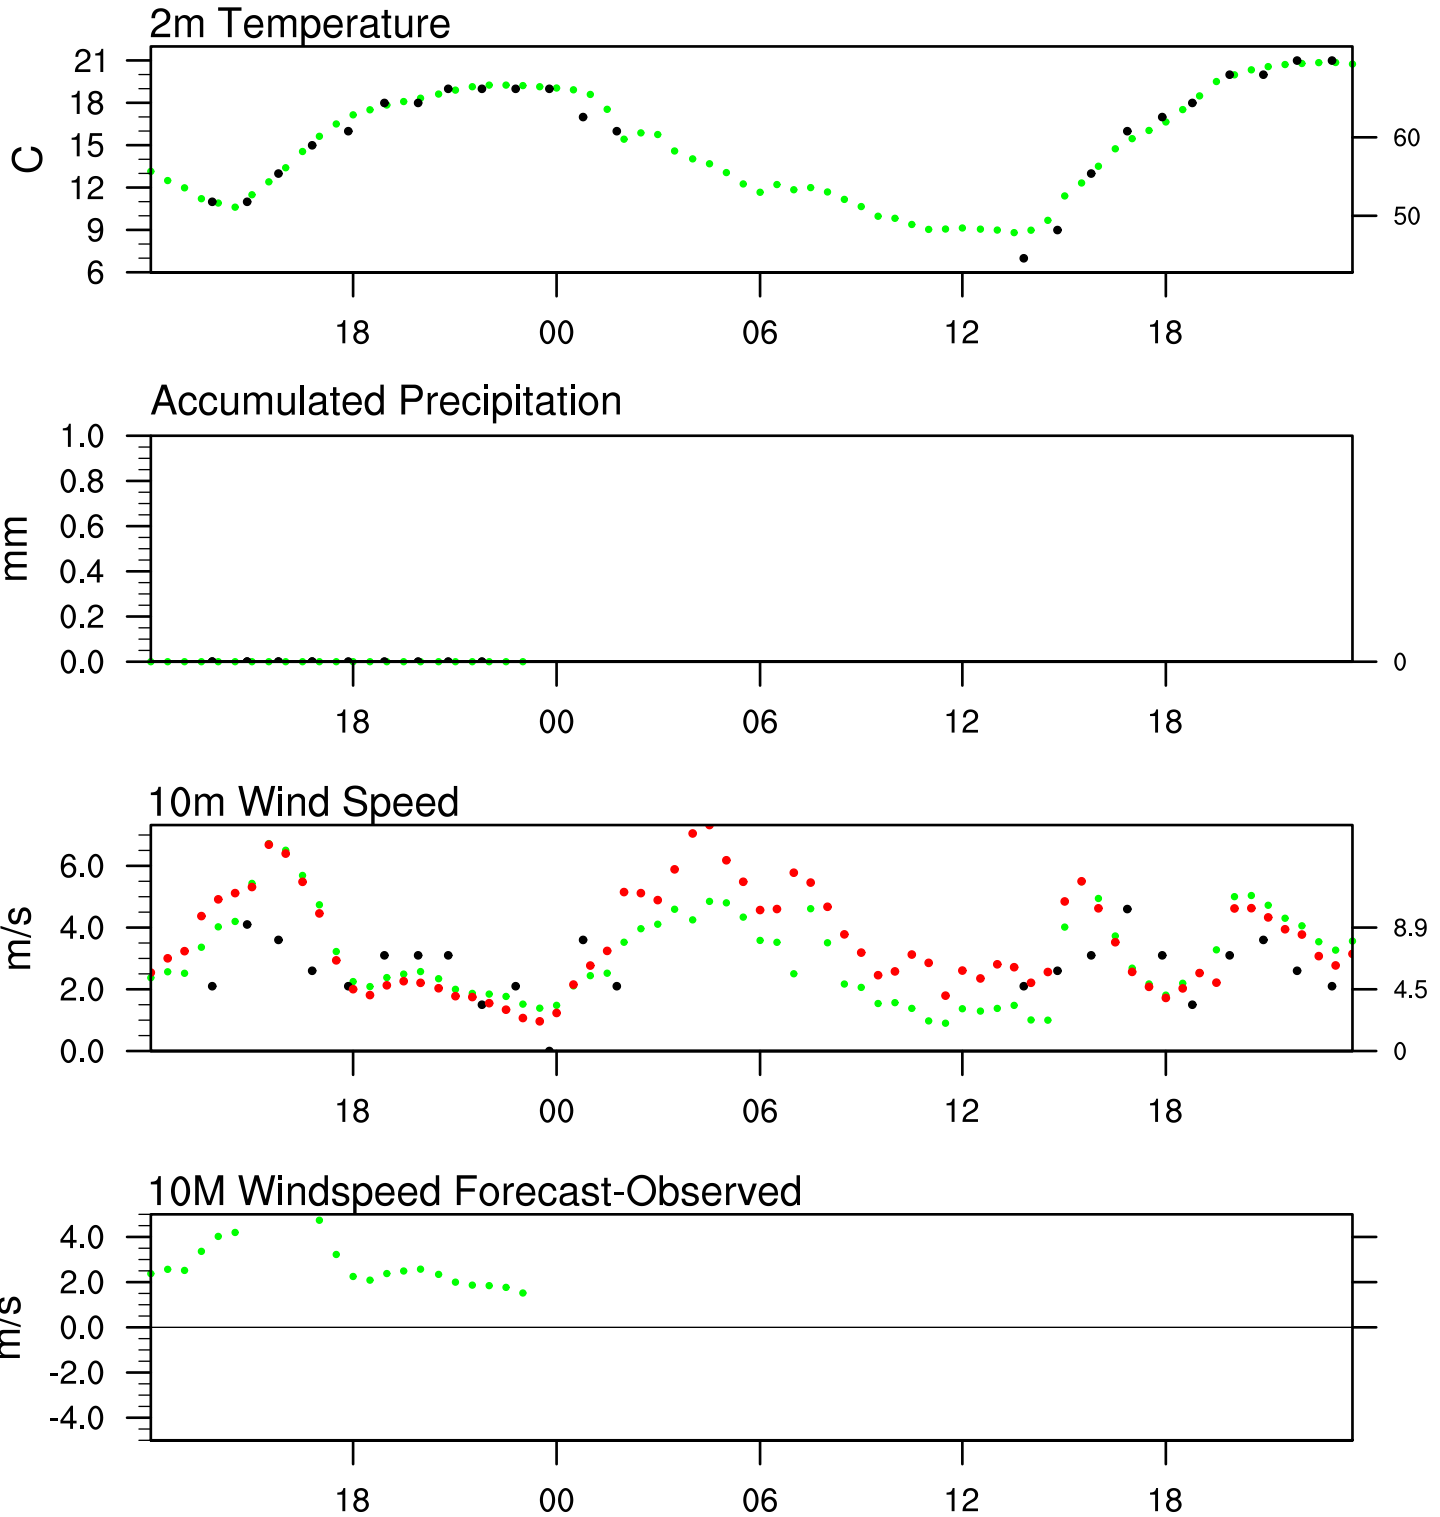 2m Temperature
21
18
15
12
9
6
C
60
50
18 00 06 12 18
Accumulated Precipitation
1.0
0.8
0.6
0.4
0.2
0.0
mm
0
18 00 06 12 18
10m Wind Speed
6.0
4.0
2.0
0.0
m/s
8.9
4.5
0
18 00 06 12 18
10M Windspeed Forecast-Observed
4.0
2.0
0.0
-2.0
-4.0
m/s
18 00 06 12 18